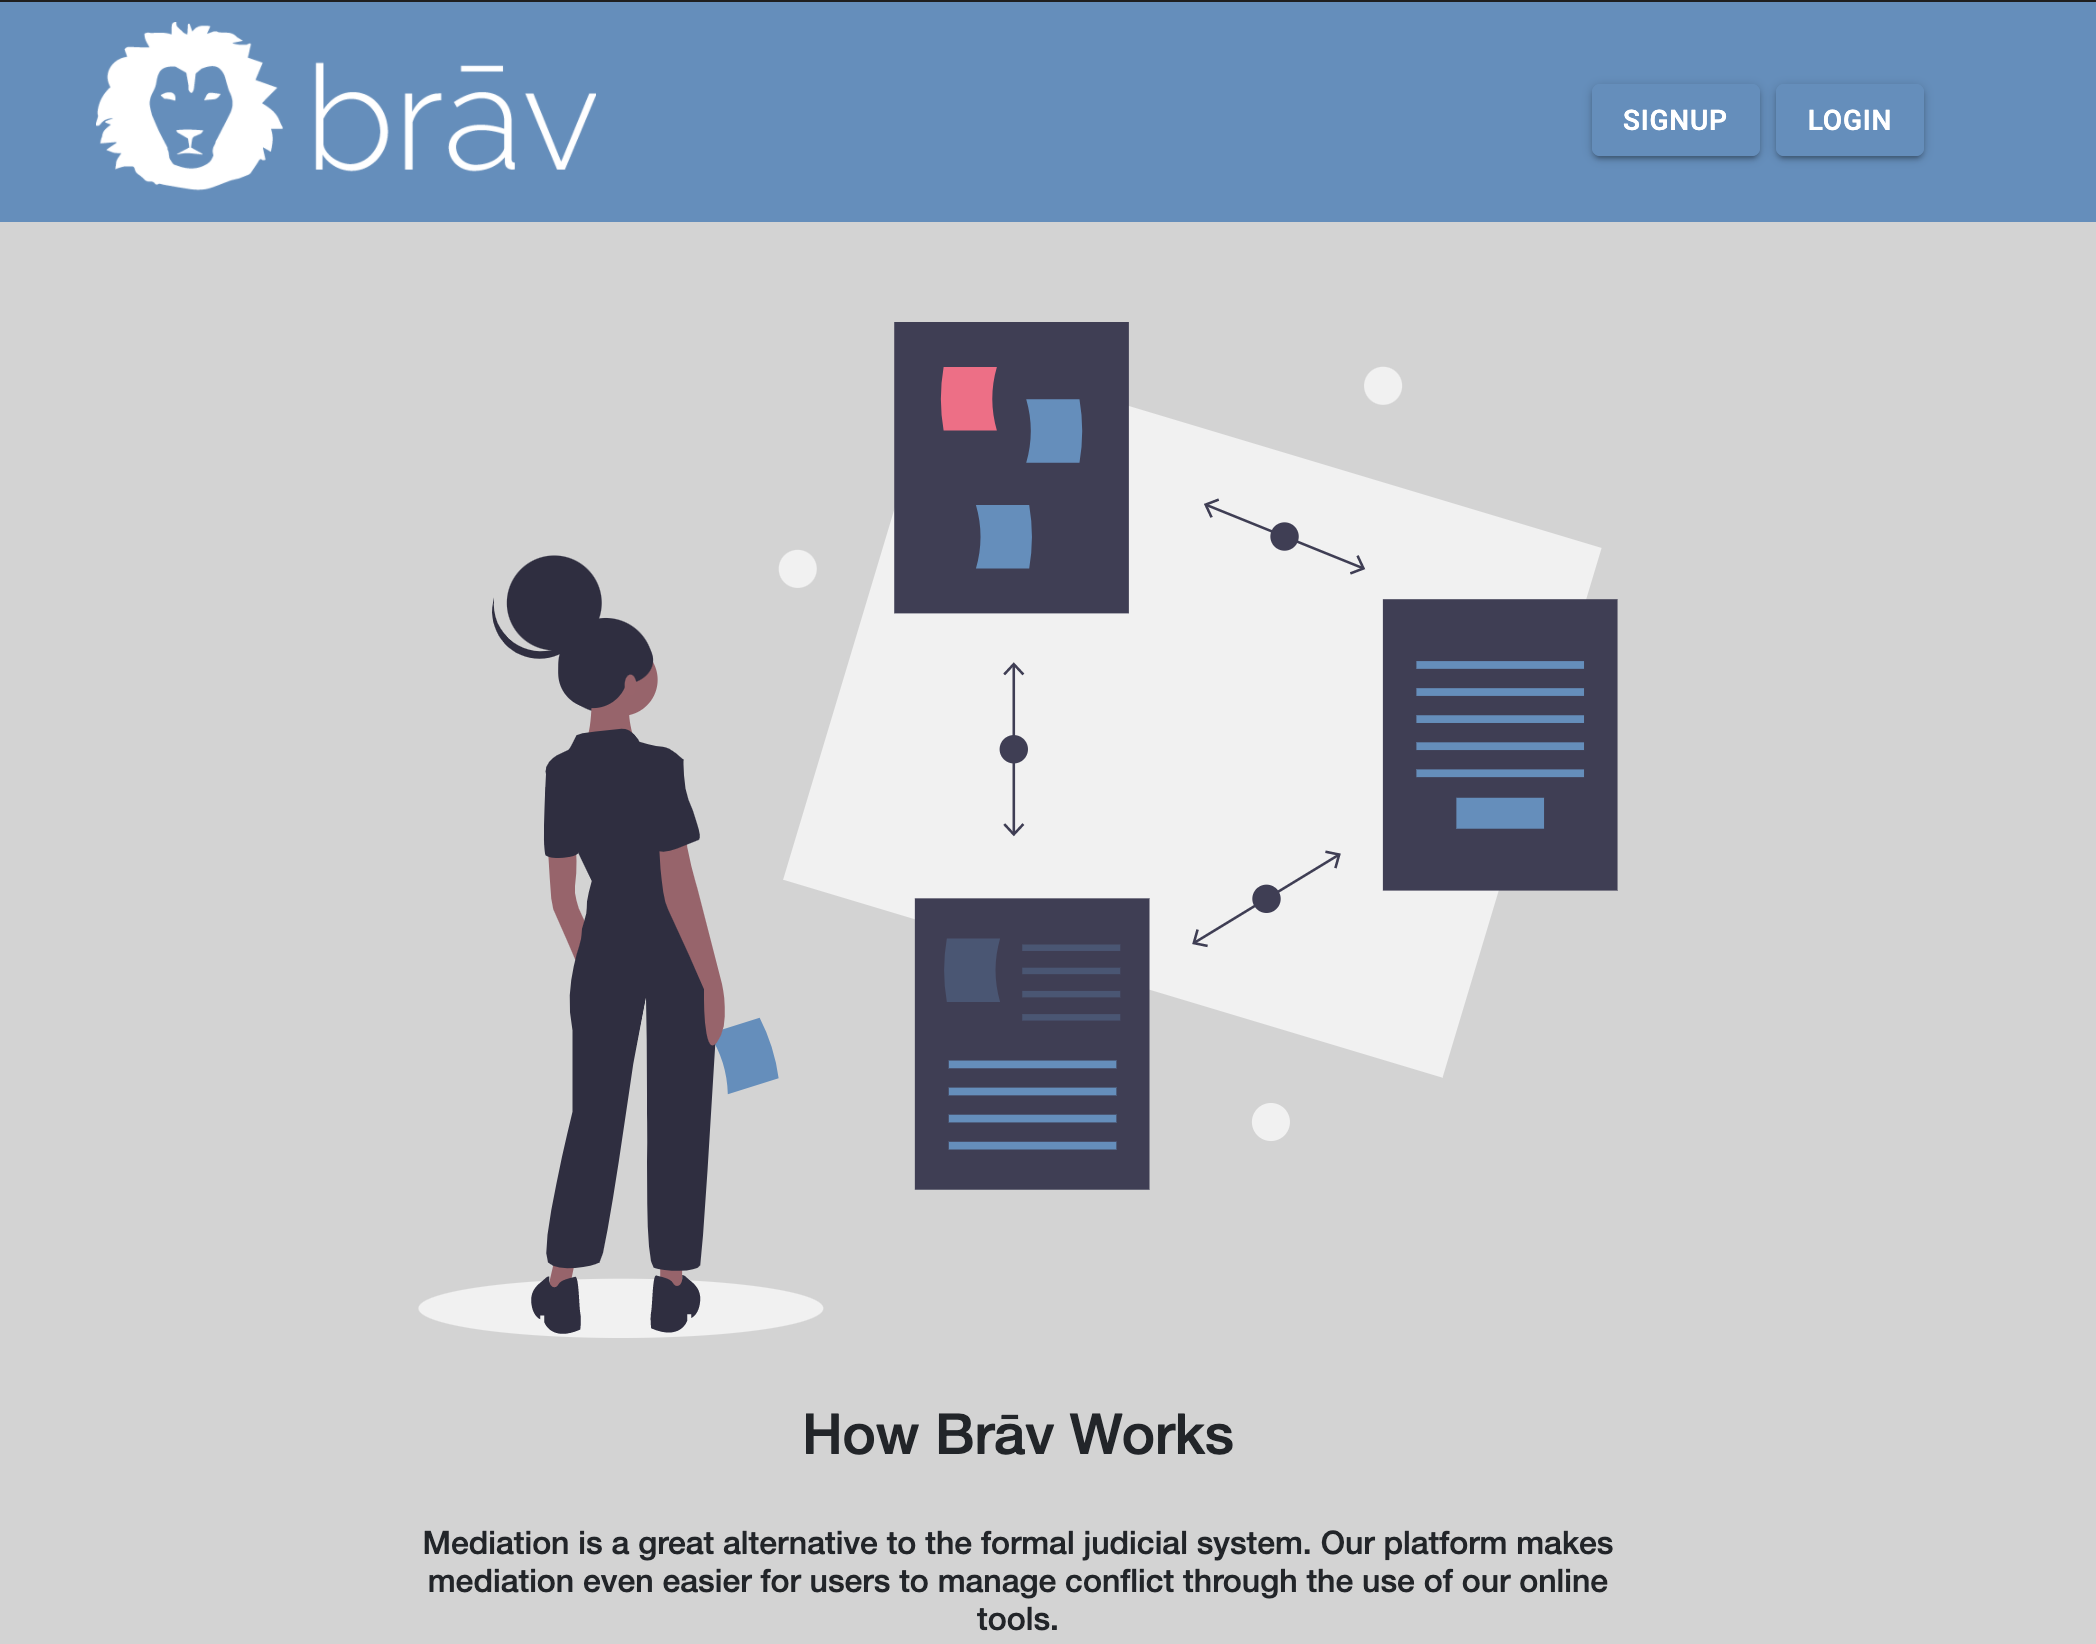 brāv
SIGNUP
LOGIN
How Brāv Works
Mediation is a great alternative to the formal judicial system. Our platform makes
mediation even easier for users to manage conflict through the use of our online
tools.